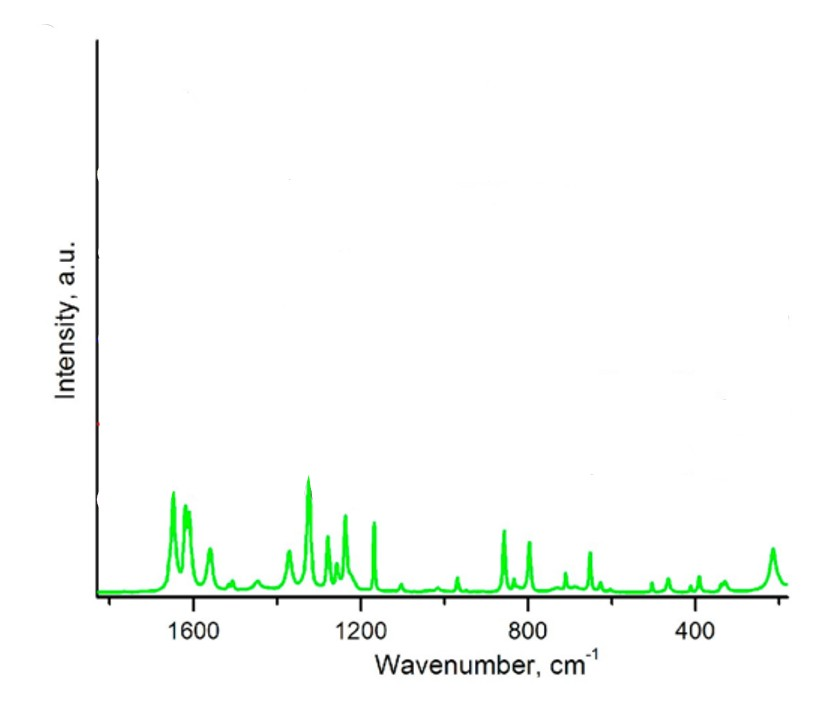 Intensity, a.u.
1600 1200 800 400
Wavenumber, cm-1